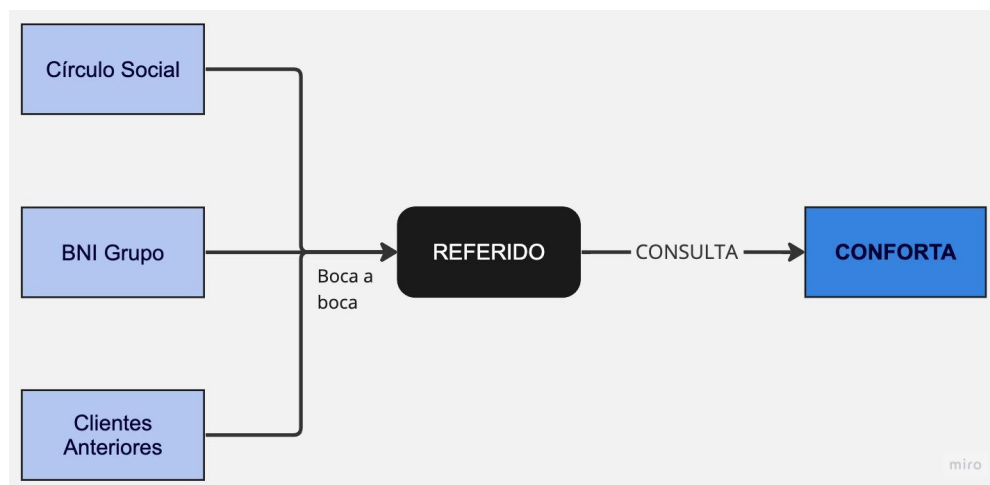 Círculo Social
BNI Grupo
Boca a
boca
REFERIDO
CONSULTA
CONFORTA
Clientes
Anteriores
miro